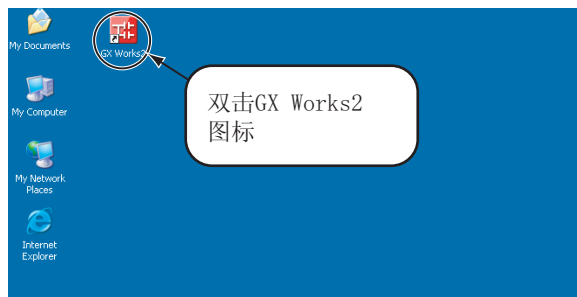 My Documents
GX Works2
My Computer
双击GX Works2
图标
My Network
Places
Internet
Explorer